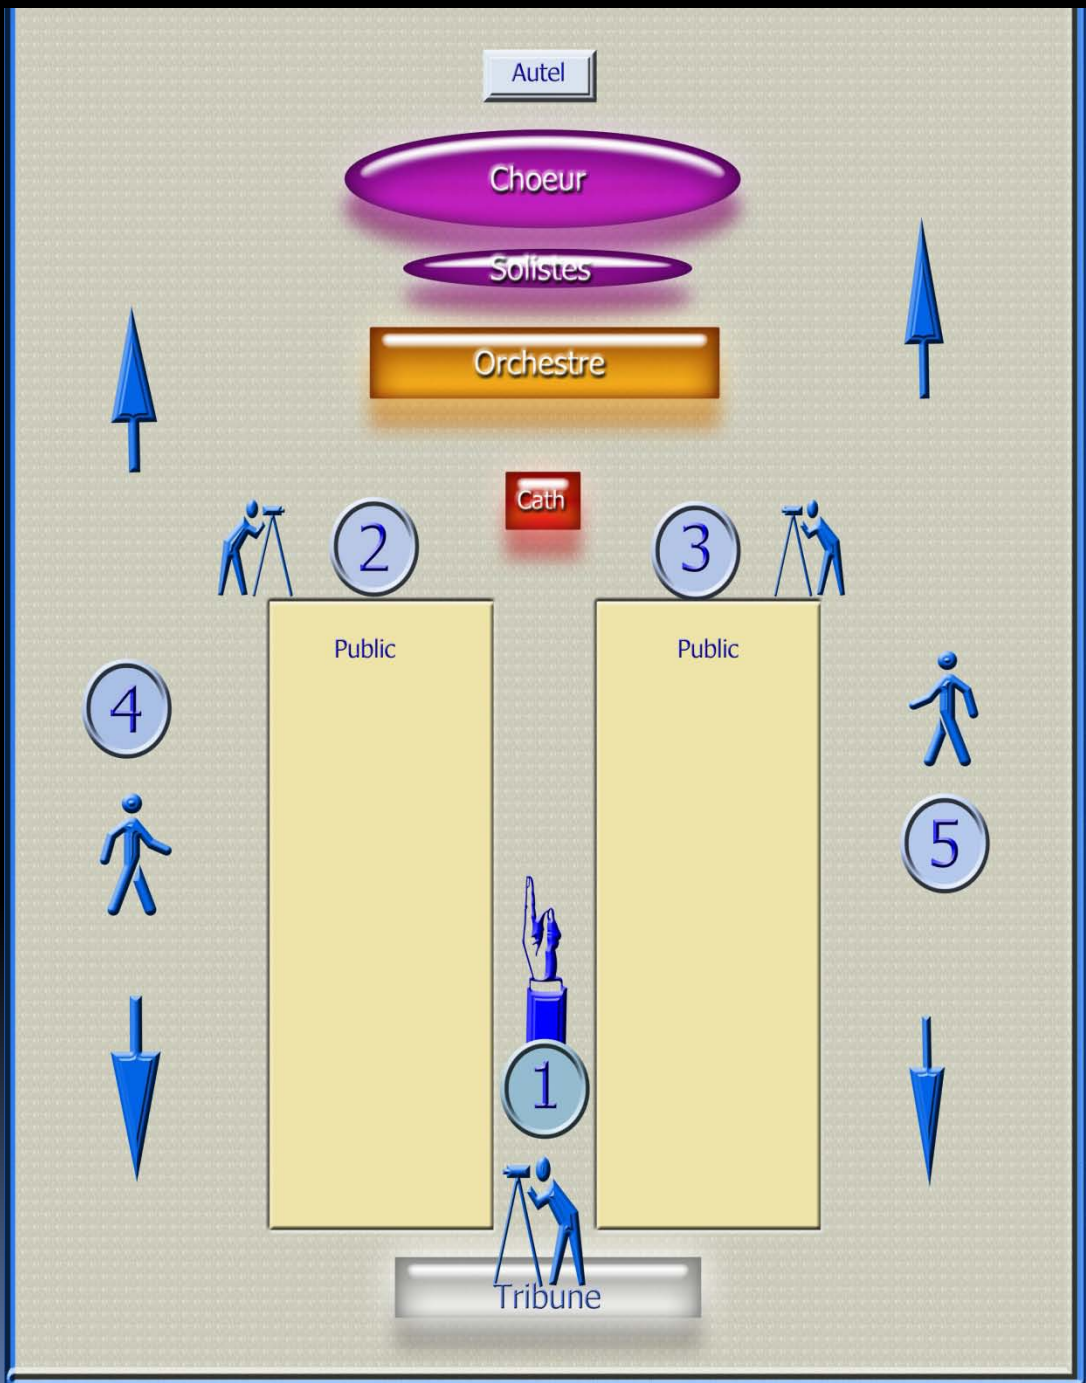 Autel
Choeur
Solistes
Orchestre
Cath
2
3
Public
Public
4
5
1
Tribune